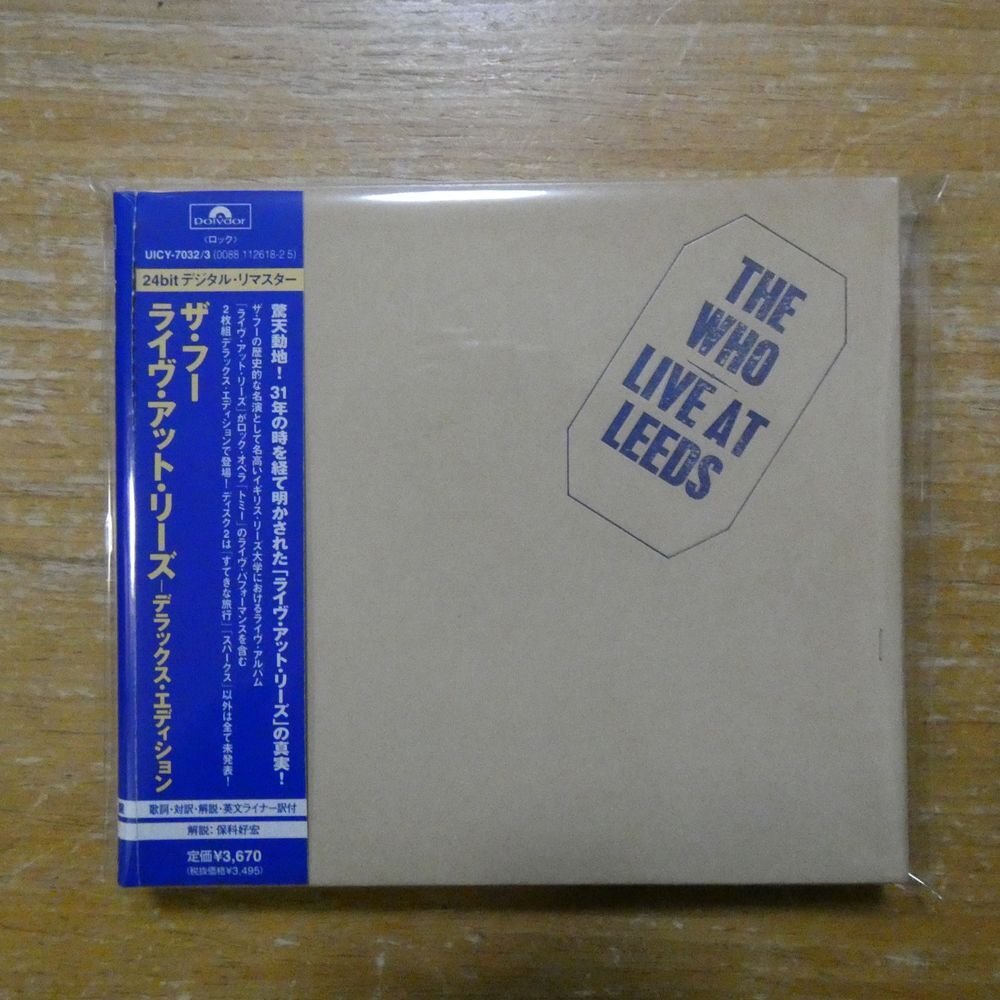 Polydor
〈ロック〉
UICY-7032/3 (0088 112618-2 5)
24bit デジタル・リマスター
ザ・フー
ライヴ・アット・リーズ─デラックス・エディション
驚天動地！ 31年の時を経て明かされた「ライヴ・アット・リーズ」の真実！
ザ・フーの歴史的な名演として名高いイギリス・リーズ大学におけるライヴ・アルバム
「ライヴ・アット・リーズ」がロック・オペラ「トミー」のライヴ・パフォーマンスを含む
2枚組デラックス・エディションで登場！ ディスク2は「すてきな旅行」「スパークス」以外は全て未発表！
歌詞・対訳・解説・英文ライナー訳付
解説：保科好宏
定価¥3,670
(税抜価格¥3,495)
THE
WHO
LIVE AT
LEEDS